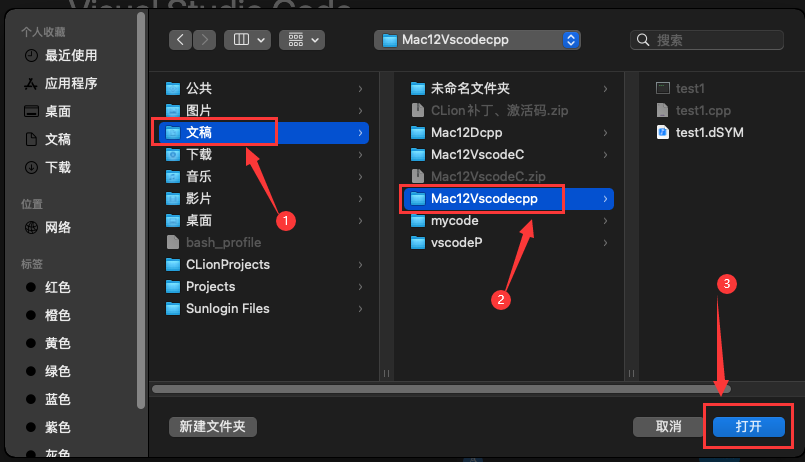 Visual Studio Code
个人收藏
最近使用
应用程序
桌面
文稿
下载
位置
网络
标签
红色
橙色
黄色
绿色
蓝色
紫色
灰色
Mac12Vscodecpp
搜索
公共
图片
文稿
下载
音乐
影片
桌面
bash_profile
CLionProjects
Projects
Sunlogin Files
1
未命名文件夹
CLion补丁、激活码.zip
Mac12Dcpp
Mac12VscodeC
Mac12VscodeC.zip
Mac12Vscodecpp
mycode
vscodeP
2
test1
test1.cpp
test1.dSYM
3
新建文件夹
取消
打开